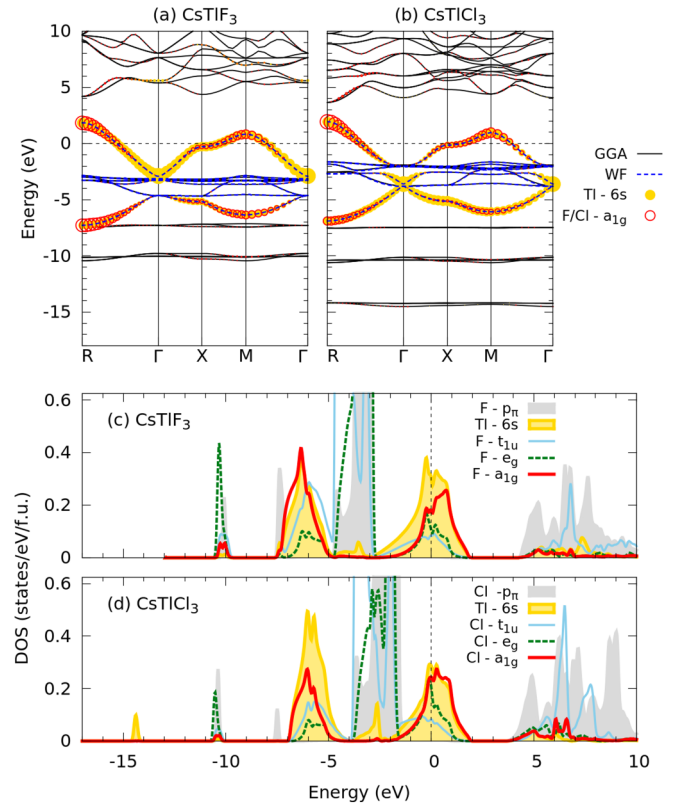 (a) CsTlF3
(b) CsTlCl3
10
5
0
-5
-10
-15
Energy (eV)
R Γ X M Γ
R Γ X M Γ
GGA
WF
Tl - 6s
F/Cl - a1g
0.6
0.4
0.2
0
(c) CsTlF3
F - pπ
Tl - 6s
F - t1u
F - eg
F - a1g
DOS (states/eV/f.u.)
0.6
0.4
0.2
0
(d) CsTlCl3
Cl -pπ
Tl - 6s
Cl - t1u
Cl - eg
Cl - a1g
-15 -10 -5 0 5 10
Energy (eV)